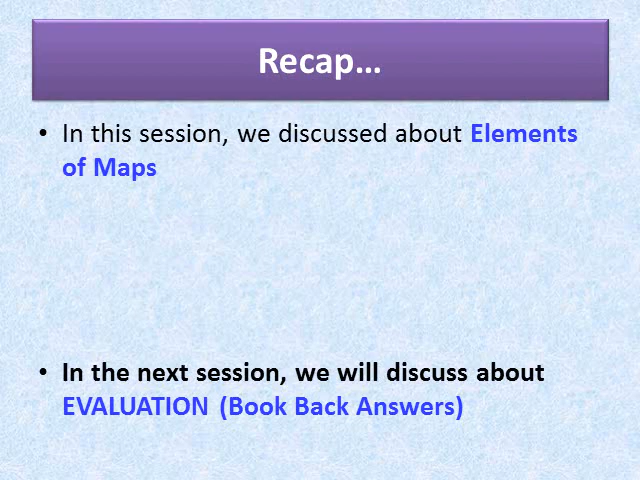 Recap...
• In this session, we discussed about Elements
of Maps
• In the next session, we will discuss about
EVALUATION (Book Back Answers)